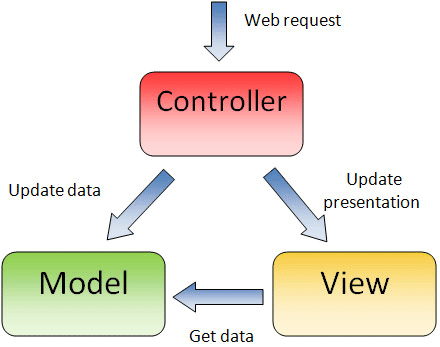 Web request
Controller
Update data
Update
presentation
Model
View
Get data